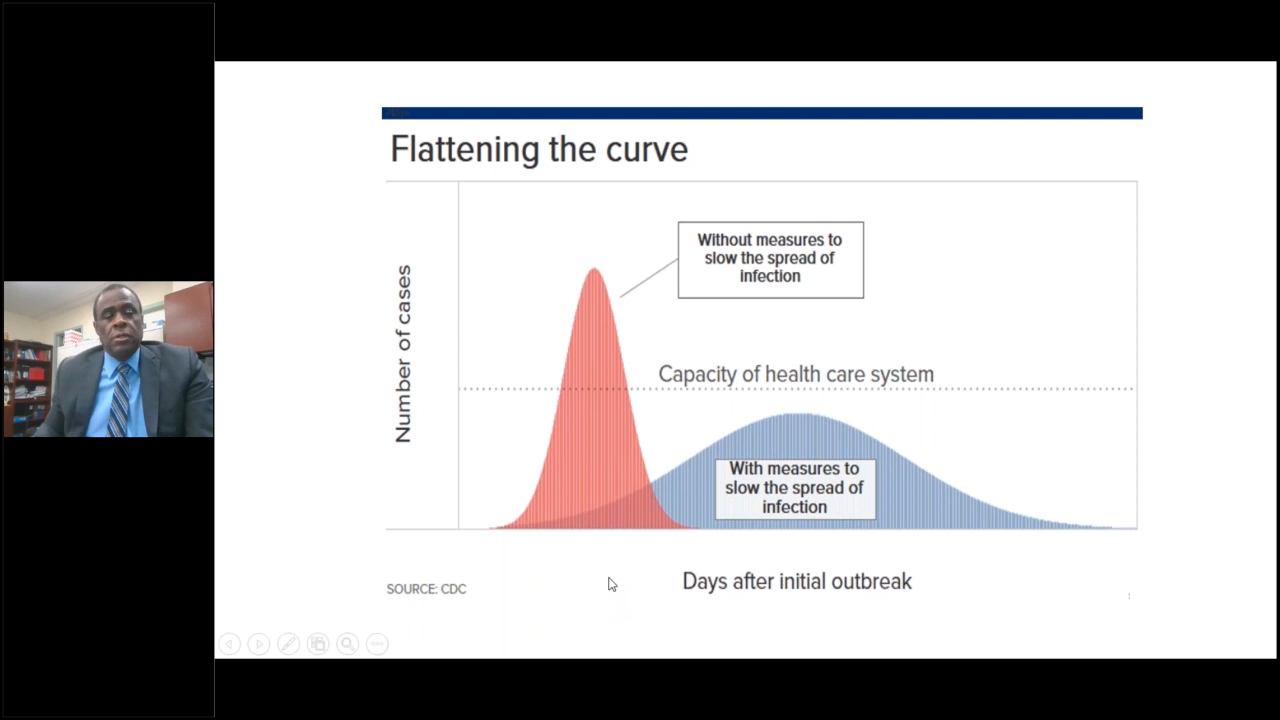 Flattening the curve
Without measures to
slow the spread of
infection
Number of cases
Capacity of health care system
With measures to
slow the spread of
infection
SOURCE: CDC
Days after initial outbreak